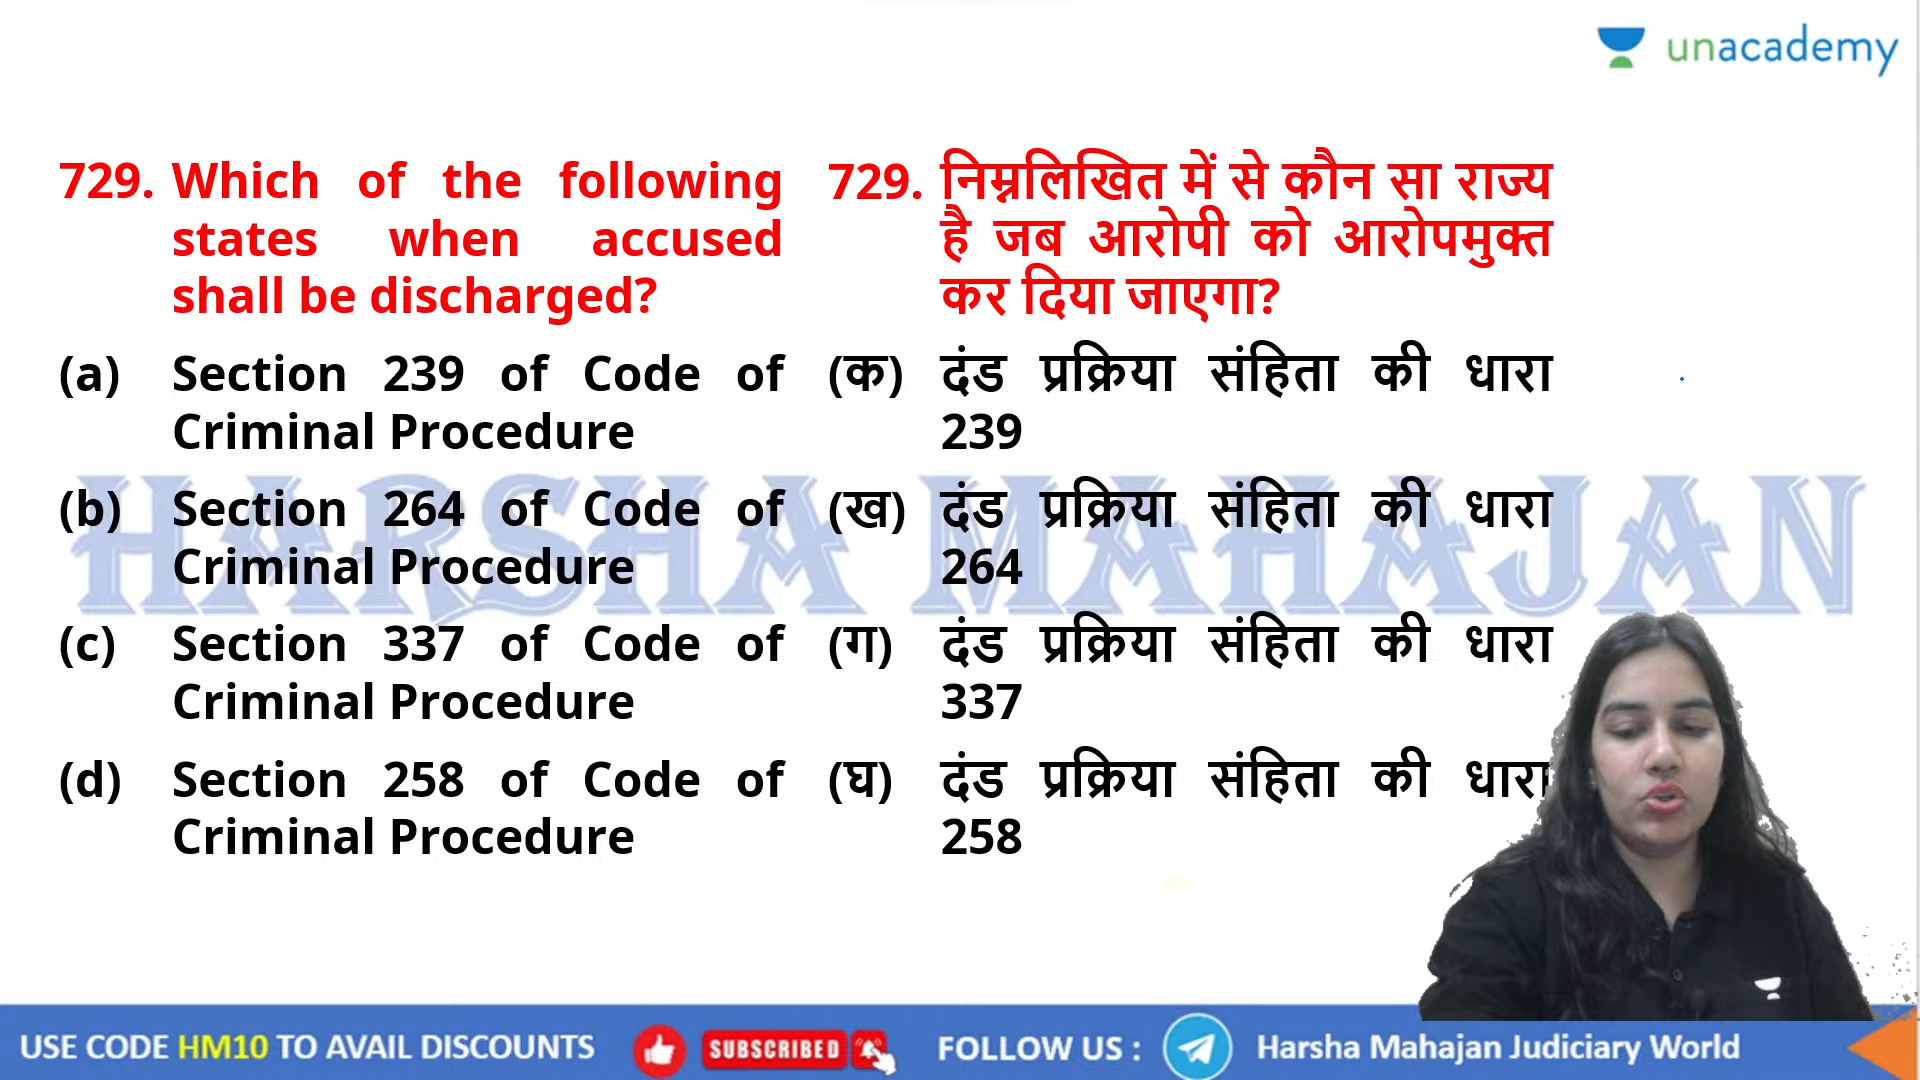 unacademy
729. Which of the following
states when accused
shall be discharged?
(a) Section 239 of Code of
Criminal Procedure
(b) Section 264 of Code of
Criminal Procedure
(c) Section 337 of Code of
Criminal Procedure
(d) Section 258 of Code of
Criminal Procedure
729. निम्नलिखित में से कौन सा राज्य
है जब आरोपी को आरोपमुक्त
कर दिया जाएगा?
(क) दंड प्रक्रिया संहिता की धारा
239
(ख) दंड प्रक्रिया संहिता की धारा
264
(ग) दंड प्रक्रिया संहिता की धारा
337
(घ) दंड प्रक्रिया संहिता की धारा
258
HARSHA MAHAJAN
USE CODE HM10 TO AVAIL DISCOUNTS
SUBSCRIBED
FOLLOW US :
Harsha Mahajan Judiciary World